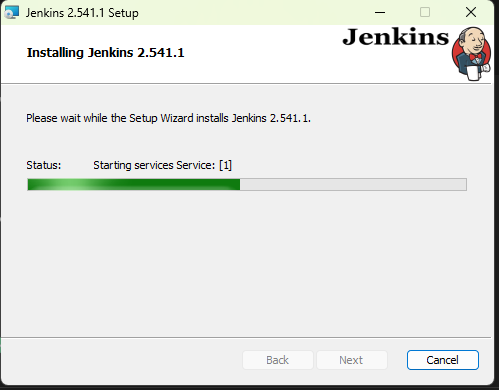 Jenkins 2.541.1 Setup
Jenkins
Installing Jenkins 2.541.1
Please wait while the Setup Wizard installs Jenkins 2.541.1.
Status: Starting services Service: [1]
Back Next Cancel